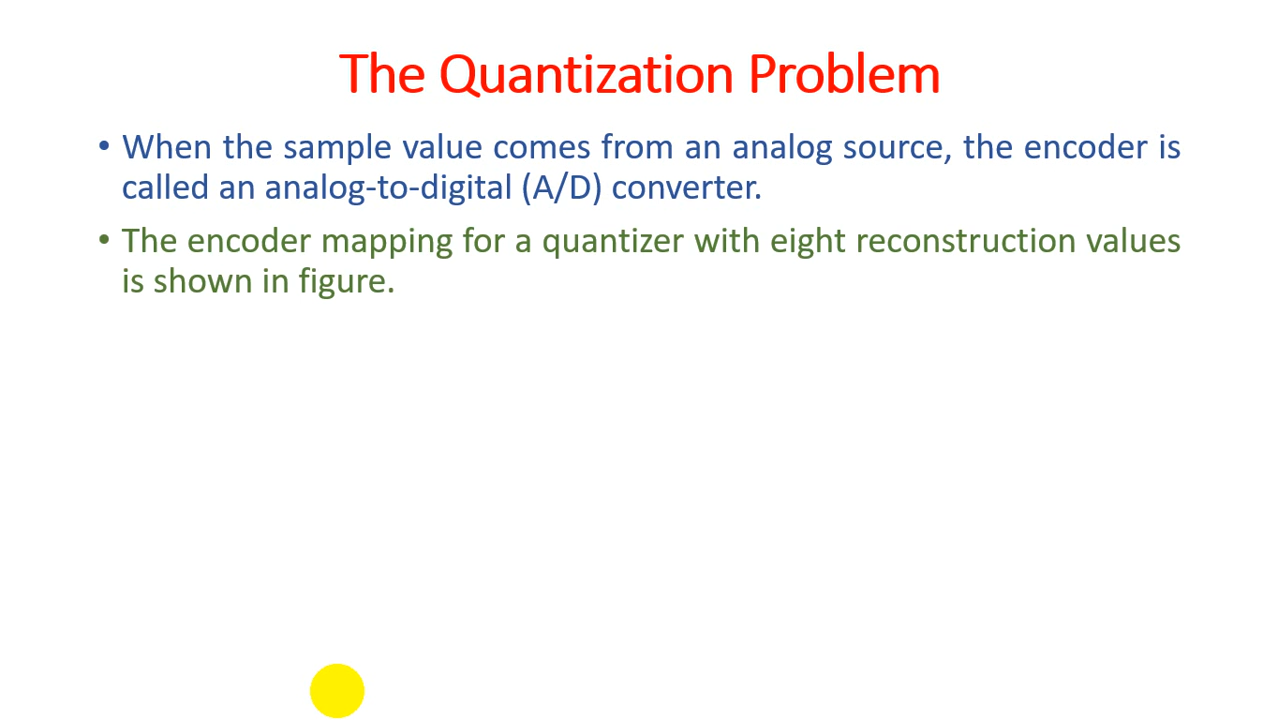 The Quantization Problem
• When the sample value comes from an analog source, the encoder is
called an analog-to-digital (A/D) converter.
• The encoder mapping for a quantizer with eight reconstruction values
is shown in figure.